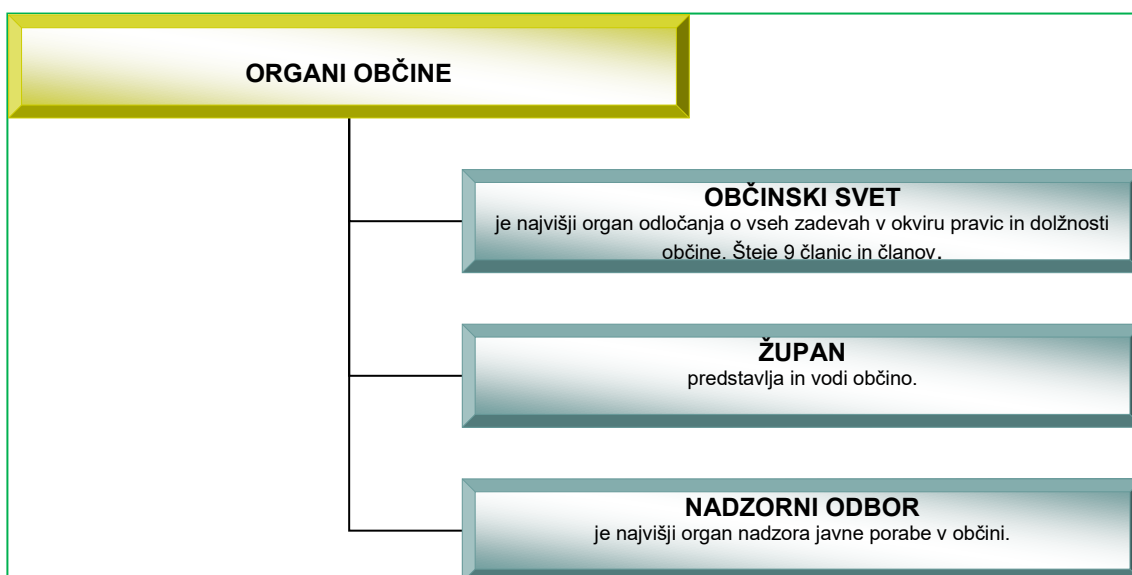 ORGANI OBČINE
OBČINSKI SVET
je najvišji organ odločanja o vseh zadevah v okviru pravic in dolžnosti
občine. Šteje 9 članic in članov.
ŽUPAN
predstavlja in vodi občino.
NADZORNI ODBOR
je najvišji organ nadzora javne porabe v občini.